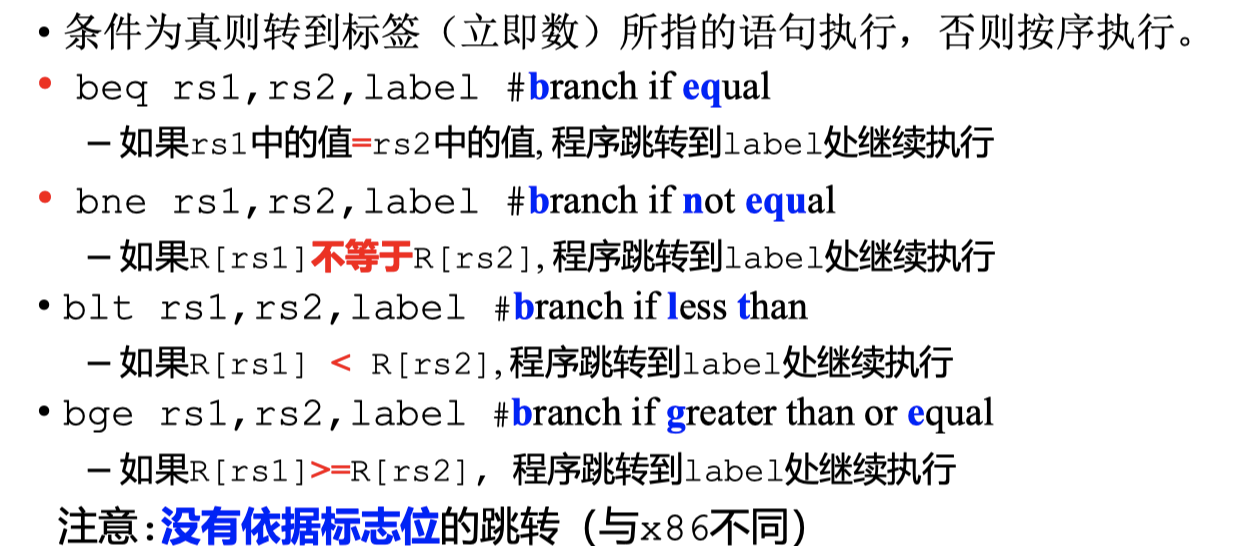 • 条件为真则转到标签（立即数）所指的语句执行，否则按序执行。
• beq rs1,rs2,label #branch if equal
– 如果rs1中的值=rs2中的值,程序跳转到label处继续执行
• bne rs1,rs2,label #branch if not equal
– 如果R[rs1]不等于R[rs2],程序跳转到label处继续执行
• blt rs1,rs2,label #branch if less than
– 如果R[rs1] < R[rs2],程序跳转到label处继续执行
• bge rs1,rs2,label #branch if greater than or equal
– 如果R[rs1]>=R[rs2], 程序跳转到label处继续执行
注意:没有依据标志位的跳转（与x86不同）